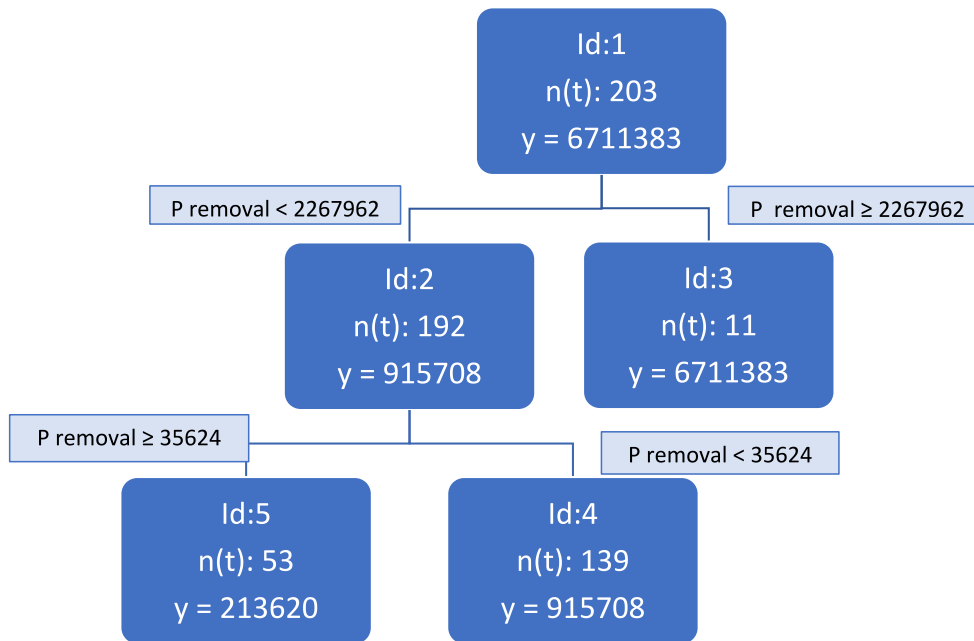 Id:1
n(t): 203
y = 6711383
P removal < 2267962
P removal ≥ 2267962
Id:2
n(t): 192
y = 915708
Id:3
n(t): 11
y = 6711383
P removal ≥ 35624
P removal < 35624
Id:5
n(t): 53
y = 213620
Id:4
n(t): 139
y = 915708